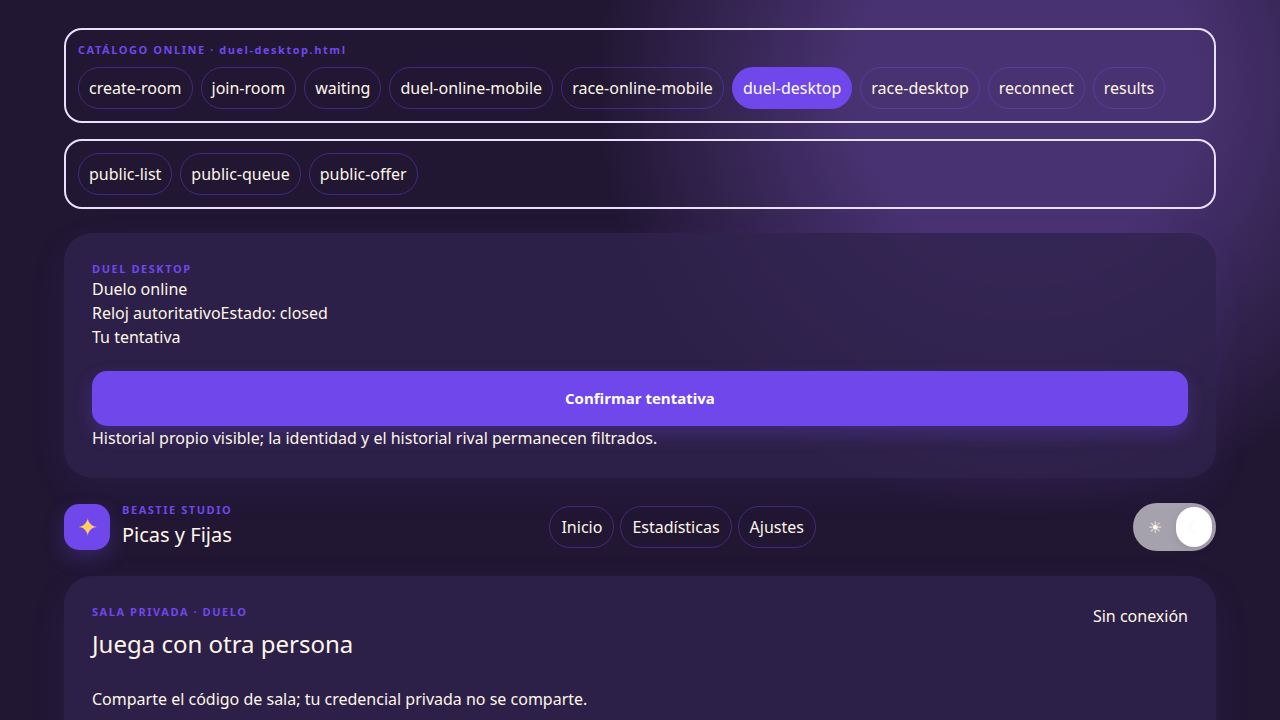 CATÁLOGO ONLINE · duel-desktop.html
create-room join-room waiting duel-online-mobile race-online-mobile duel-desktop race-desktop reconnect results
public-list public-queue public-offer
DUEL DESKTOP
Duelo online
Reloj autoritativoEstado: closed
Tu tentativa
Confirmar tentativa
Historial propio visible; la identidad y el historial rival permanecen filtrados.
BEASTIE STUDIO
Picas y Fijas
Inicio Estadísticas Ajustes
SALA PRIVADA · DUELO
Sin conexión
Juega con otra persona
Comparte el código de sala; tu credencial privada no se comparte.